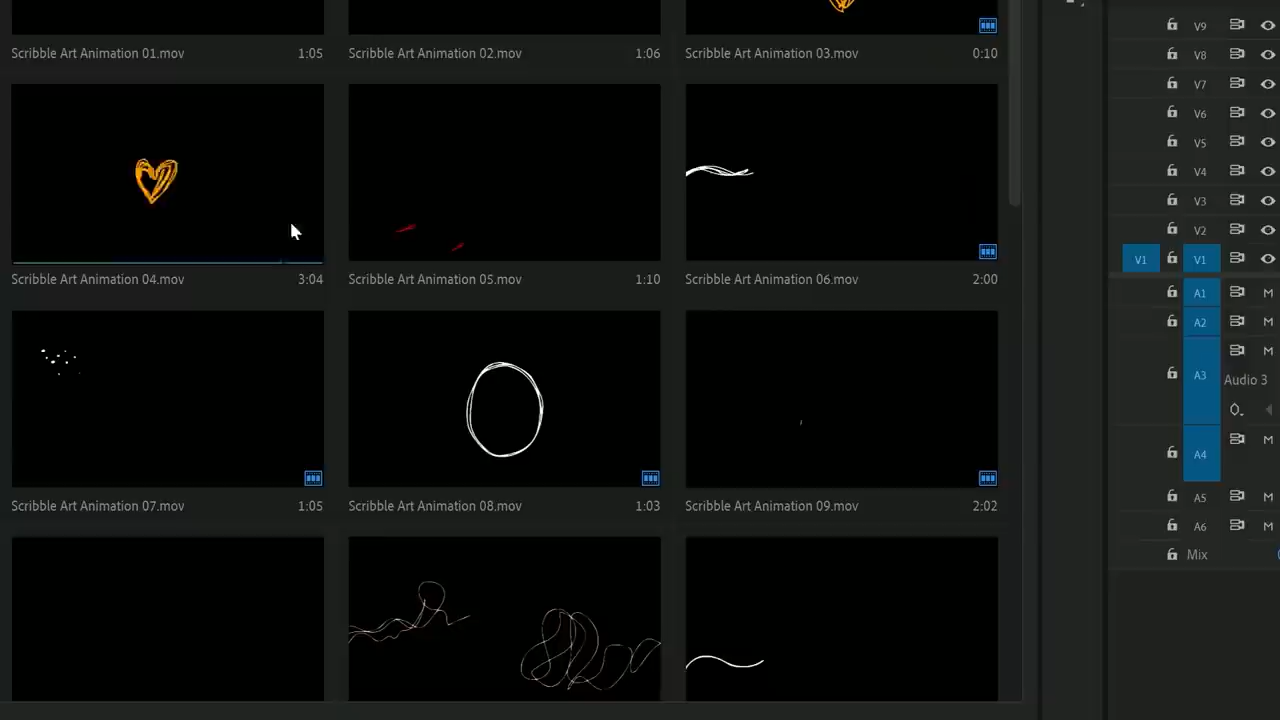 Scribble Art Animation 01.mov 1:05 Scribble Art Animation 02.mov 1:06 Scribble Art Animation 03.mov 0:10
Scribble Art Animation 04.mov 3:04 Scribble Art Animation 05.mov 1:10 Scribble Art Animation 06.mov 2:00
Scribble Art Animation 07.mov 1:05 Scribble Art Animation 08.mov 1:03 Scribble Art Animation 09.mov 2:02
V9
V8
V7
V6
V5
V4
V3
V2
V1 V1
A1 M
A2 M
M
A3
Audio 3
M
A4
A5 M
A6 M
Mix